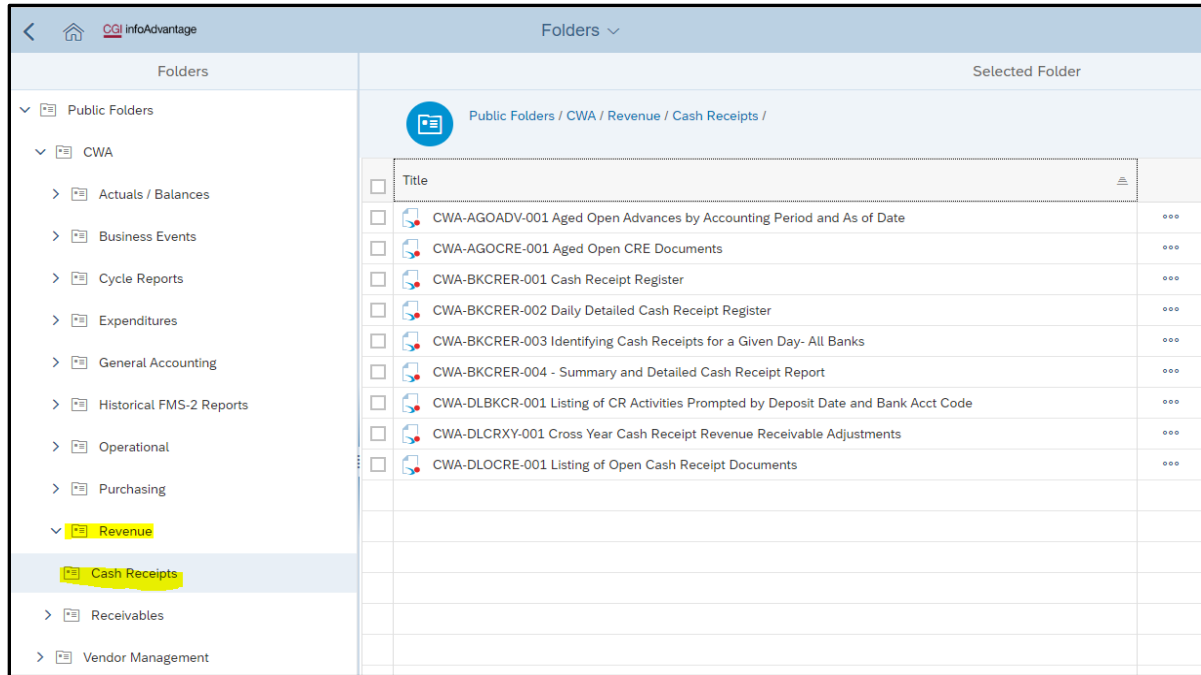 CGI infoAdvantage
Folders
Folders
Selected Folder
Public Folders
CWA
Actuals / Balances
Business Events
Cycle Reports
Expenditures
General Accounting
Historical FMS-2 Reports
Operational
Purchasing
Revenue
Cash Receipts
Receivables
Vendor Management
Public Folders / CWA / Revenue / Cash Receipts /
Title
CWA-AGOADV-001 Aged Open Advances by Accounting Period and As of Date
CWA-AGOCRE-001 Aged Open CRE Documents
CWA-BKCRER-001 Cash Receipt Register
CWA-BKCRER-002 Daily Detailed Cash Receipt Register
CWA-BKCRER-003 Identifying Cash Receipts for a Given Day- All Banks
CWA-BKCRER-004 - Summary and Detailed Cash Receipt Report
CWA-DLBKCR-001 Listing of CR Activities Prompted by Deposit Date and Bank Acct Code
CWA-DLCRXY-001 Cross Year Cash Receipt Revenue Receivable Adjustments
CWA-DLOCRE-001 Listing of Open Cash Receipt Documents